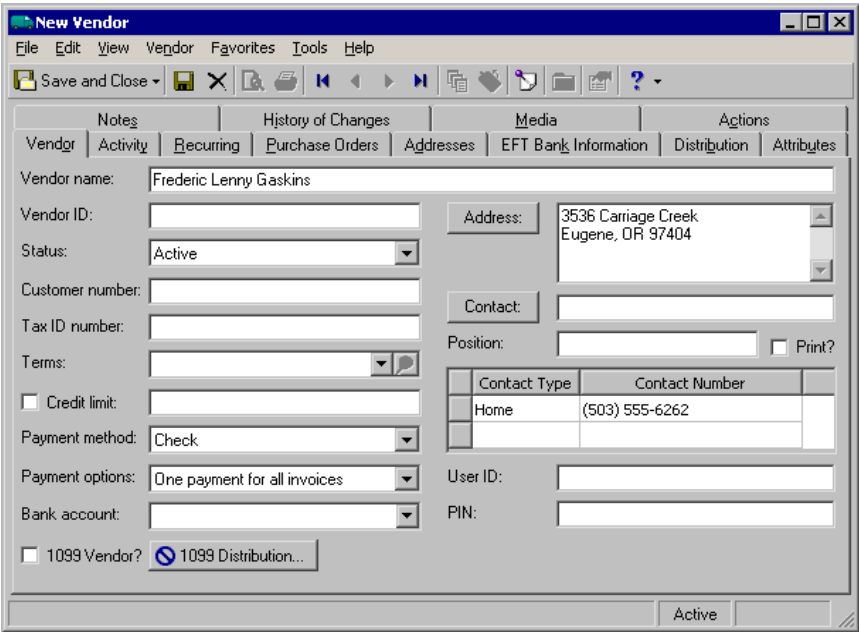 New Vendor
File Edit View Vendor Favorites Tools Help
Save and Close ?
Notes History of Changes Media Actions
Vendor Activity Recurring Purchase Orders Addresses EFT Bank Information Distribution Attributes
Vendor name: Frederic Lenny Gaskins
Vendor ID:
Address: 3536 Carriage Creek
Eugene, OR 97404
Status: Active
Customer number:
Contact:
Tax ID number:
Position: Print?
Terms:
Contact Type Contact Number
Credit limit:
Home (503) 555-6262
Payment method: Check
Payment options: One payment for all invoices
User ID:
Bank account:
PIN:
1099 Vendor? 1099 Distribution...
Active